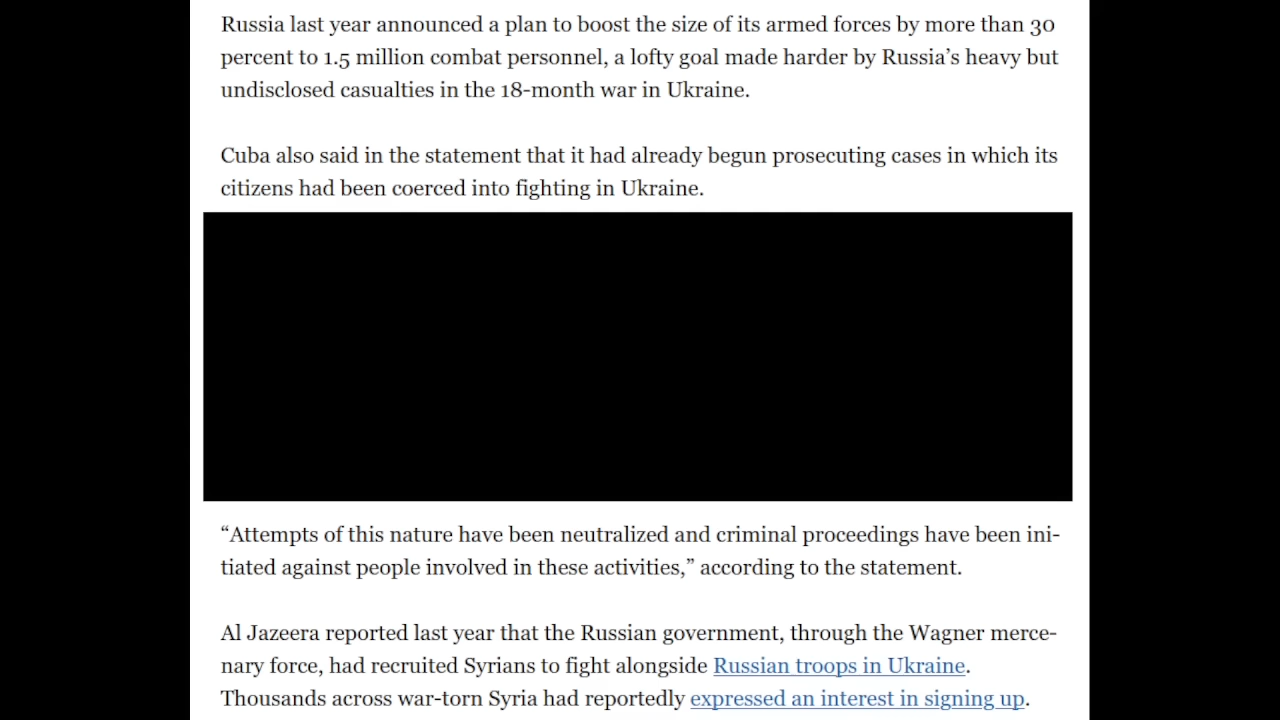 Russia last year announced a plan to boost the size of its armed forces by more than 30
percent to 1.5 million combat personnel, a lofty goal made harder by Russia’s heavy but
undisclosed casualties in the 18-month war in Ukraine.
Cuba also said in the statement that it had already begun prosecuting cases in which its
citizens had been coerced into fighting in Ukraine.
“Attempts of this nature have been neutralized and criminal proceedings have been ini-
tiated against people involved in these activities,” according to the statement.
Al Jazeera reported last year that the Russian government, through the Wagner merce-
nary force, had recruited Syrians to fight alongside Russian troops in Ukraine.
Thousands across war-torn Syria had reportedly expressed an interest in signing up.